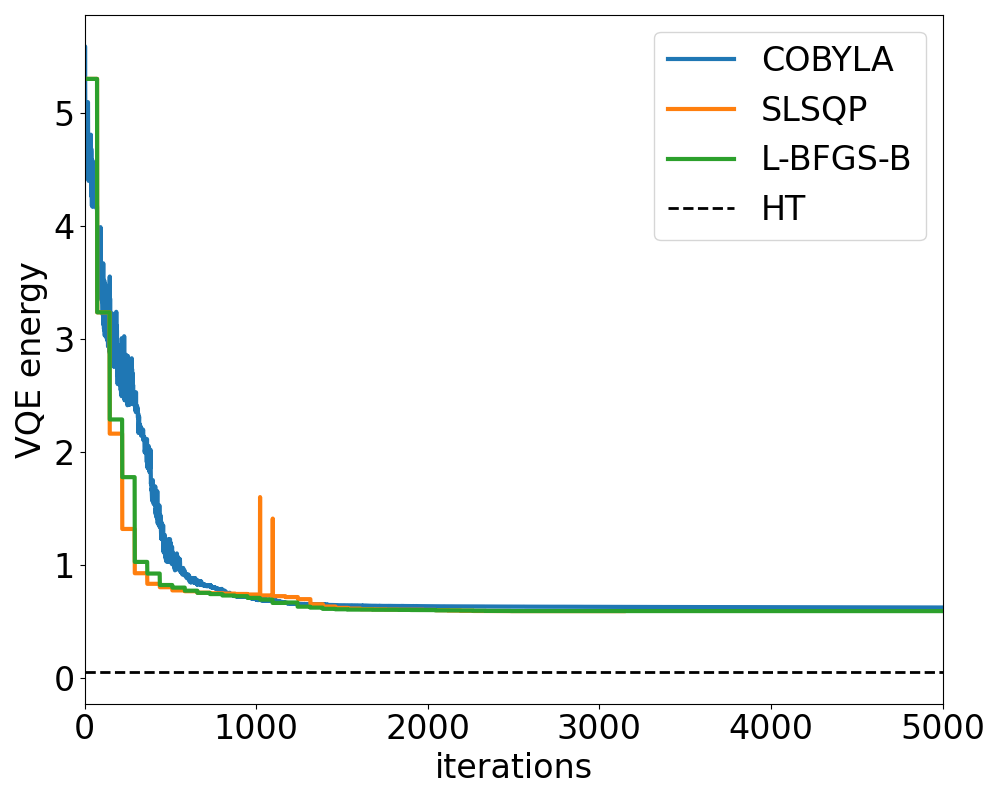 VQE energy
5
4
3
2
1
0
0 1000 2000 3000 4000 5000
iterations
COBYLA
SLSQP
L-BFGS-B
HT